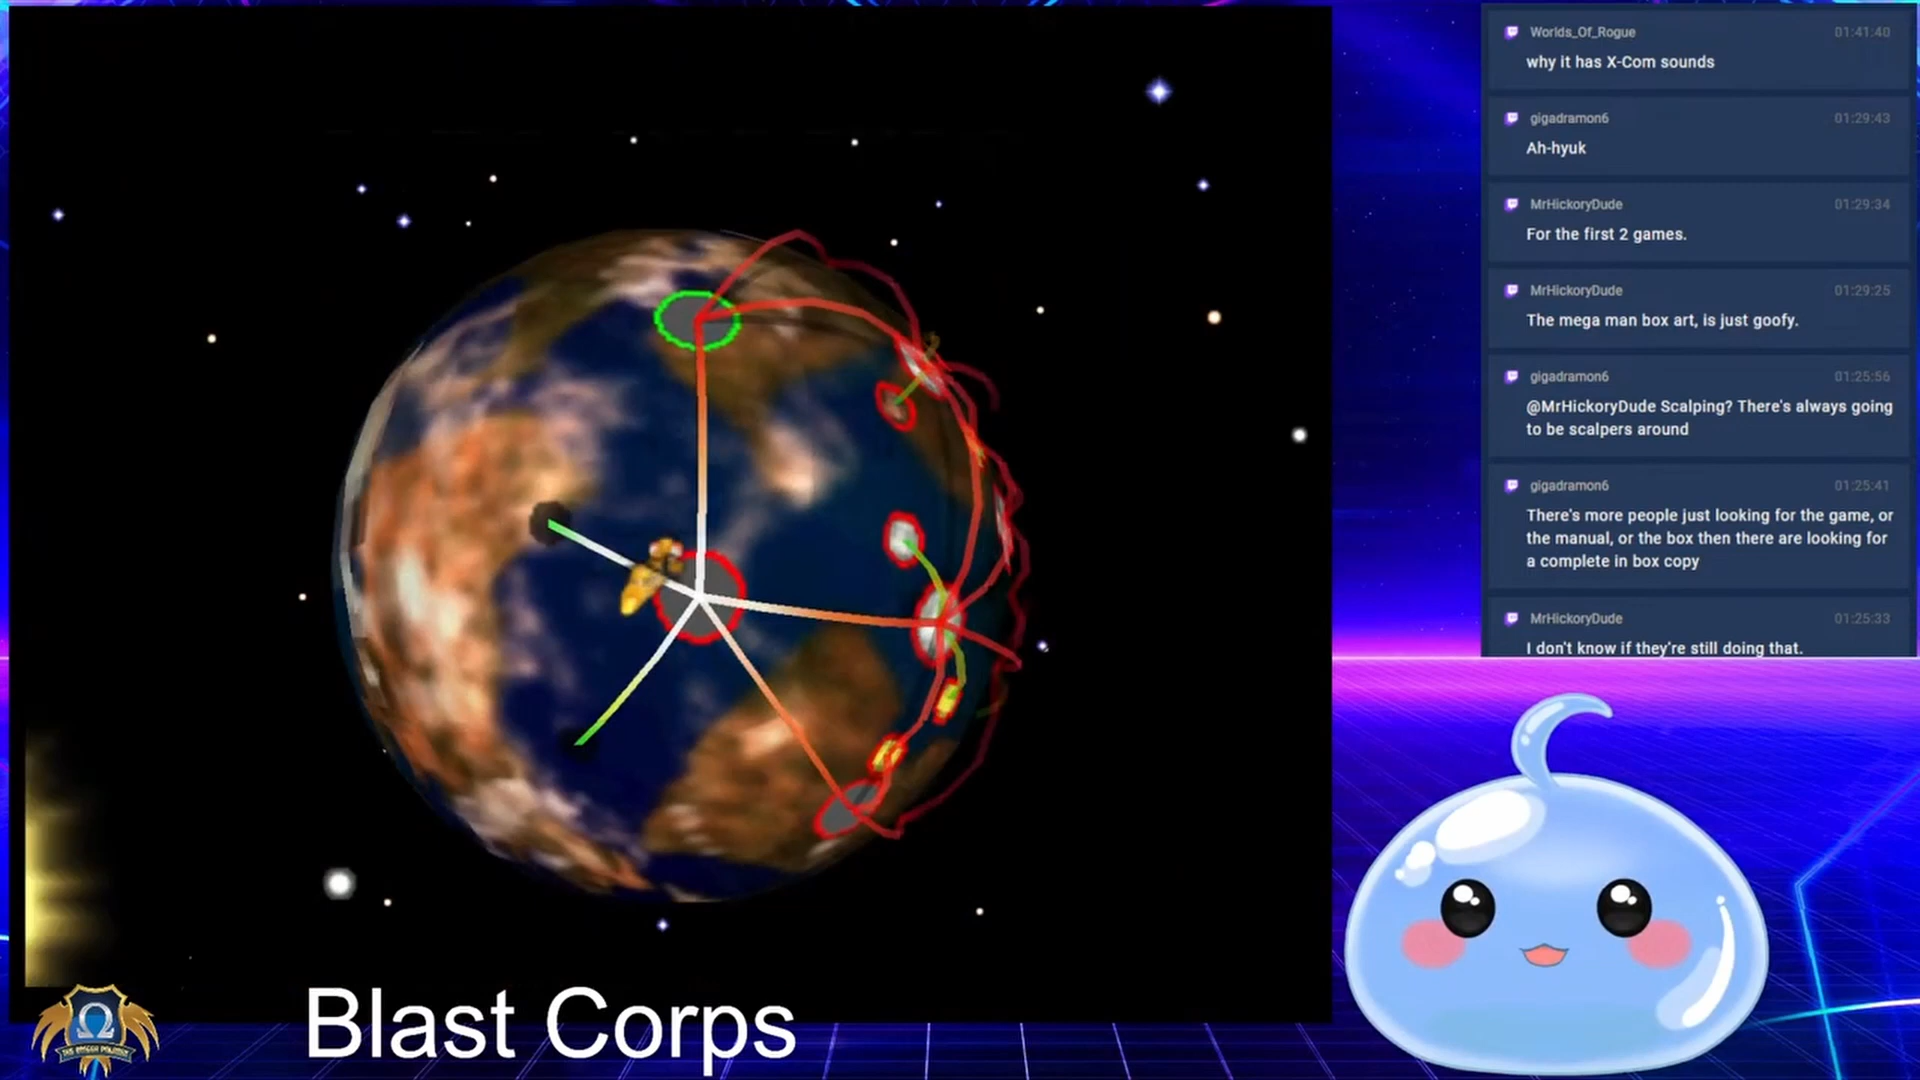 Worlds_Of_Rogue 01:41:40
why it has X-Com sounds
gigadramon6 01:29:43
Ah-hyuk
MrHickoryDude 01:29:34
For the first 2 games.
MrHickoryDude 01:29:25
The mega man box art, is just goofy.
gigadramon6 01:25:56
@MrHickoryDude Scalping? There's always going
to be scalpers around
gigadramon6 01:25:41
There's more people just looking for the game, or
the manual, or the box then there are looking for
a complete in box copy
MrHickoryDude 01:25:33
I don't know if they're still doing that.
Blast Corps